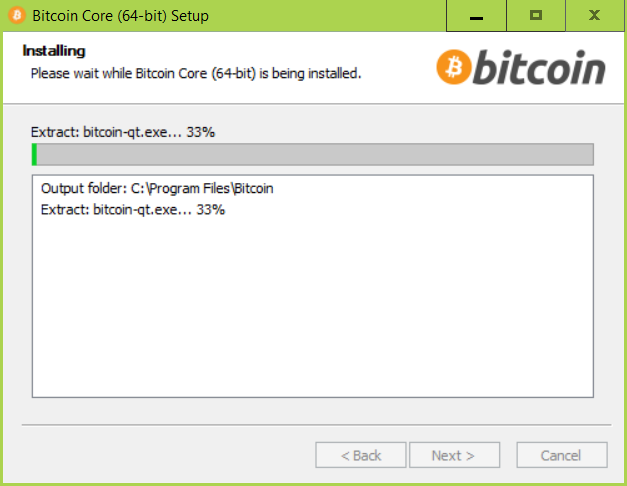 Bitcoin Core (64-bit) Setup
Installing
Please wait while Bitcoin Core (64-bit) is being installed.
bitcoin
Extract: bitcoin-qt.exe... 33%
Output folder: C:\Program Files\Bitcoin
Extract: bitcoin-qt.exe... 33%
< Back
Next >
Cancel